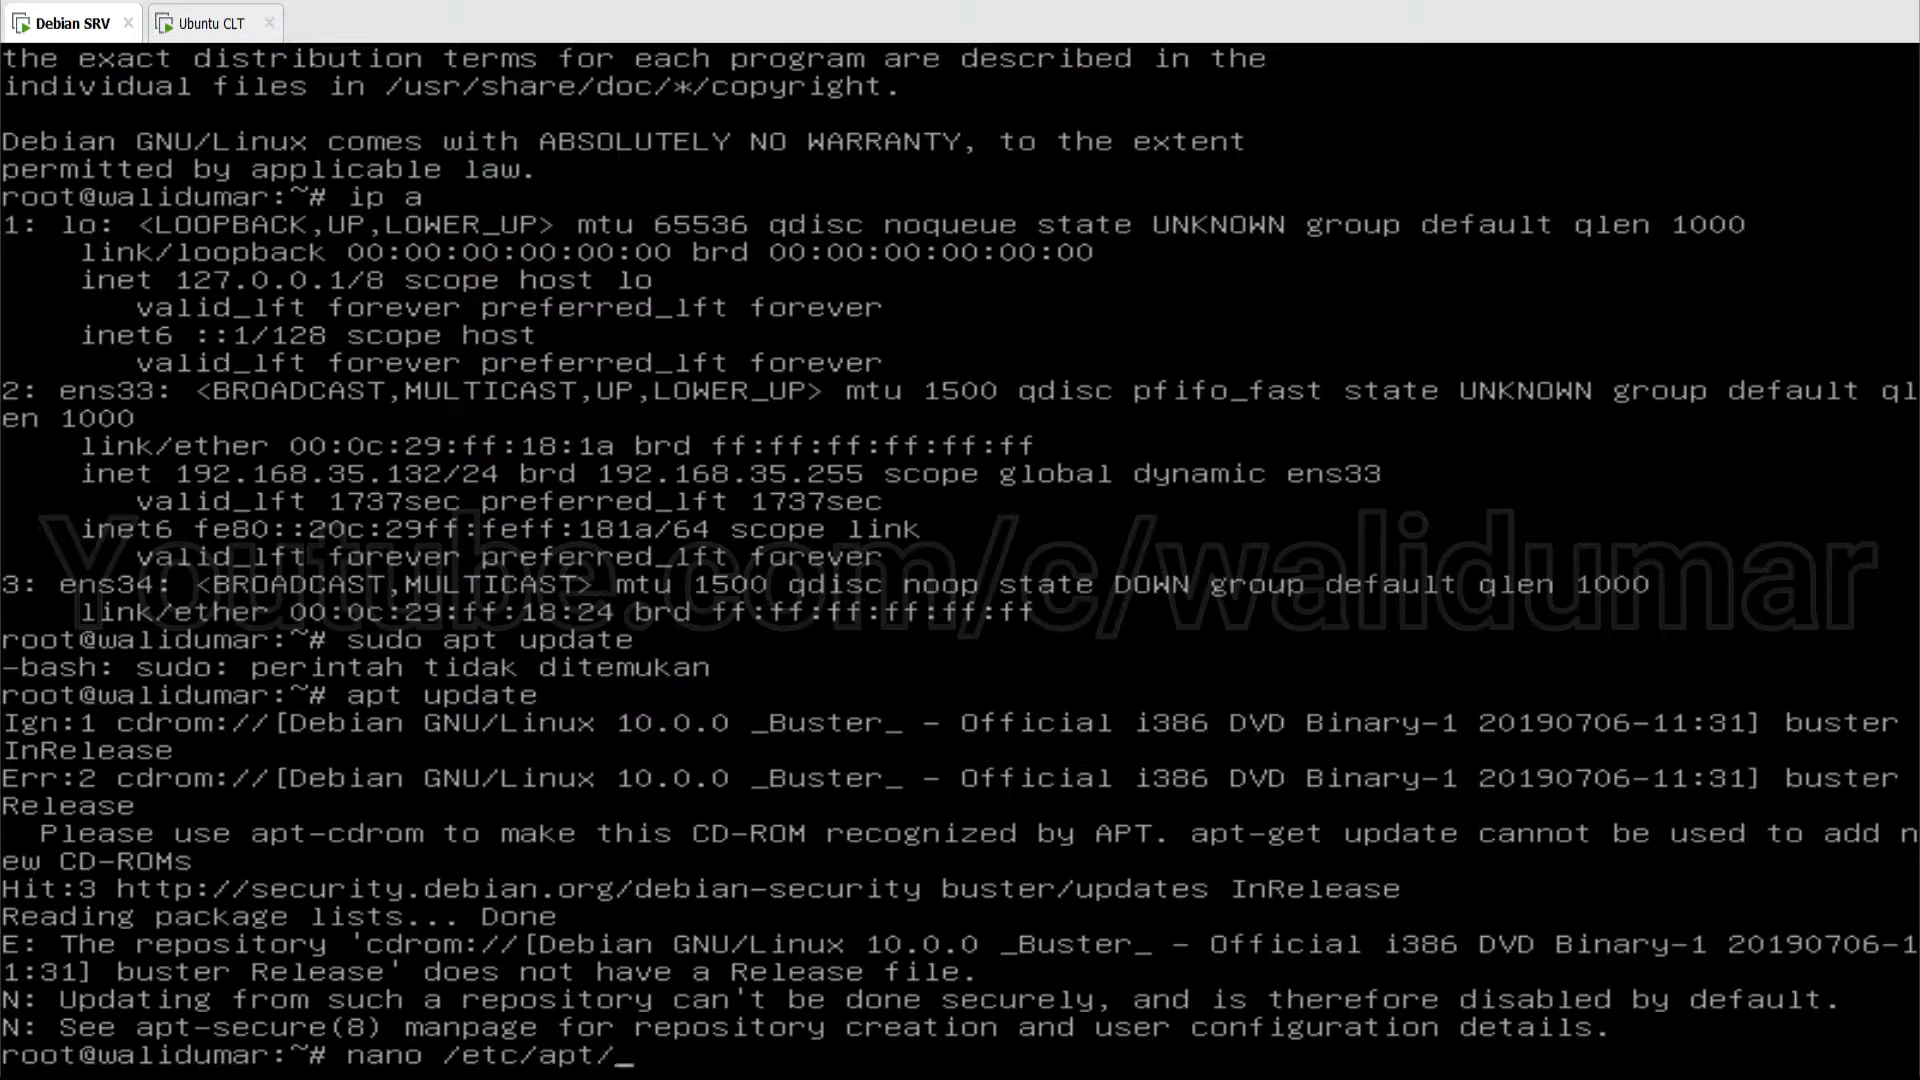 Debian SRV × Ubuntu CLT ×
the exact distribution terms for each program are described in the
individual files in /usr/share/doc/*/copyright.
Debian GNU/Linux comes with ABSOLUTELY NO WARRANTY, to the extent
permitted by applicable law.
root@walidumar:~# ip a
1: lo: <LOOPBACK,UP,LOWER_UP> mtu 65536 qdisc noqueue state UNKNOWN group default qlen 1000
    link/loopback 00:00:00:00:00:00 brd 00:00:00:00:00:00
    inet 127.0.0.1/8 scope host lo
       valid_lft forever preferred_lft forever
    inet6 ::1/128 scope host
       valid_lft forever preferred_lft forever
2: ens33: <BROADCAST,MULTICAST,UP,LOWER_UP> mtu 1500 qdisc pfifo_fast state UNKNOWN group default ql
en 1000
    link/ether 00:0c:29:ff:18:1a brd ff:ff:ff:ff:ff:ff
    inet 192.168.35.132/24 brd 192.168.35.255 scope global dynamic ens33
       valid_lft 1737sec preferred_lft 1737sec
    inet6 fe80::20c:29ff:feff:181a/64 scope link
       valid_lft forever preferred_lft forever
Youtube.com/c/walidumar
3: ens34: <BROADCAST,MULTICAST> mtu 1500 qdisc noop state DOWN group default qlen 1000
    link/ether 00:0c:29:ff:18:24 brd ff:ff:ff:ff:ff:ff
root@walidumar:~# sudo apt update
-bash: sudo: perintah tidak ditemukan
root@walidumar:~# apt update
Ign:1 cdrom://[Debian GNU/Linux 10.0.0 _Buster_ - Official i386 DVD Binary-1 20190706-11:31] buster
InRelease
Err:2 cdrom://[Debian GNU/Linux 10.0.0 _Buster_ - Official i386 DVD Binary-1 20190706-11:31] buster
Release
  Please use apt-cdrom to make this CD-ROM recognized by APT. apt-get update cannot be used to add n
ew CD-ROMs
Hit:3 http://security.debian.org/debian-security buster/updates InRelease
Reading package lists... Done
E: The repository 'cdrom://[Debian GNU/Linux 10.0.0 _Buster_ - Official i386 DVD Binary-1 20190706-1
1:31] buster Release' does not have a Release file.
N: Updating from such a repository can't be done securely, and is therefore disabled by default.
N: See apt-secure(8) manpage for repository creation and user configuration details.
root@walidumar:~# nano /etc/apt/_